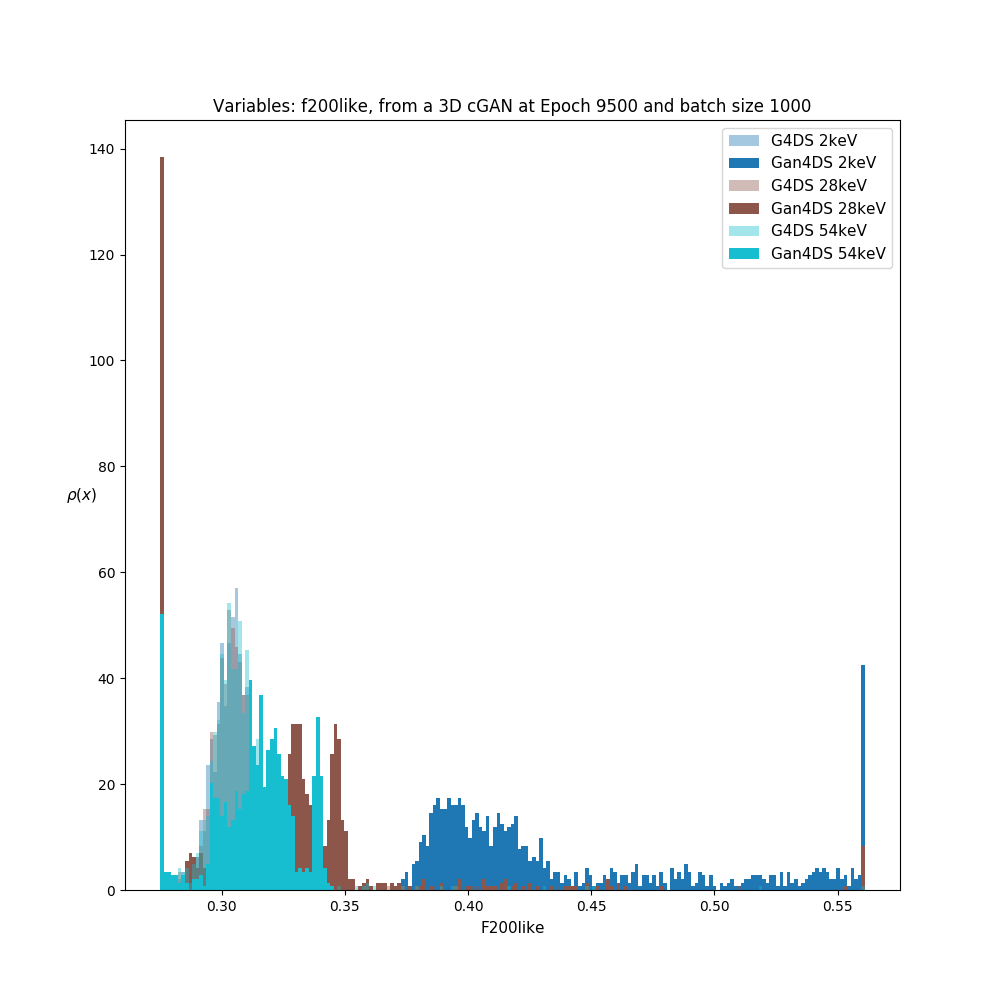 Variables: f200like, from a 3D cGAN at Epoch 9500 and batch size 1000
G4DS 2keV
Gan4DS 2keV
G4DS 28keV
Gan4DS 28keV
G4DS 54keV
Gan4DS 54keV
140
120
100
80
60
40
20
0
ρ(x)
0.30 0.35 0.40 0.45 0.50 0.55
F200like